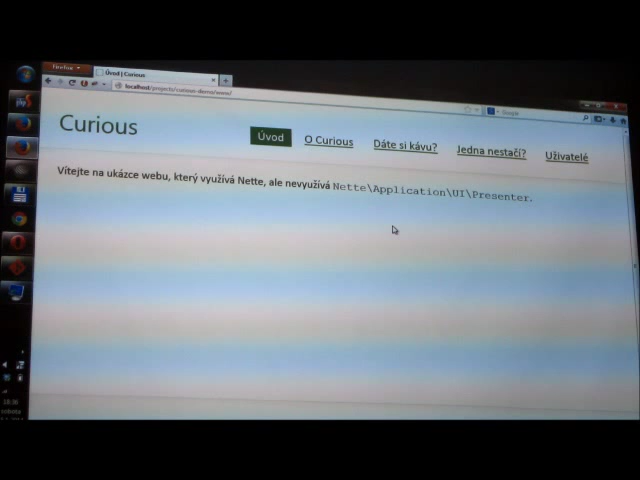 Firefox
Úvod | Curious
localhost/projects/curious-demo/www/
Google
Curious
Úvod
O Curious
Dáte si kávu?
Jedna nestačí?
Uživatelé
Vítejte na ukázce webu, který využívá Nette, ale nevyužívá Nette\Application\UI\Presenter.
sobota